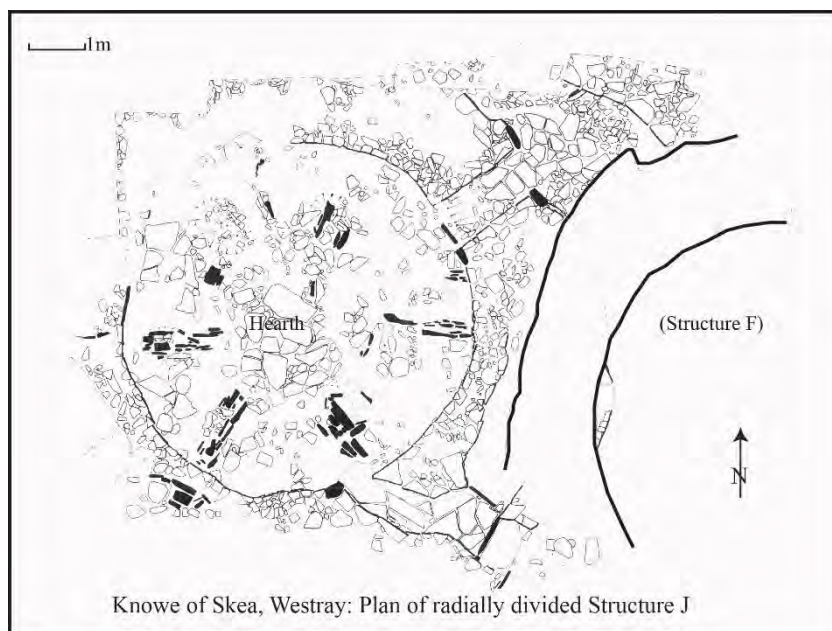 1m
Hearth
(Structure F)
N
Knowe of Skea, Westray: Plan of radially divided Structure J